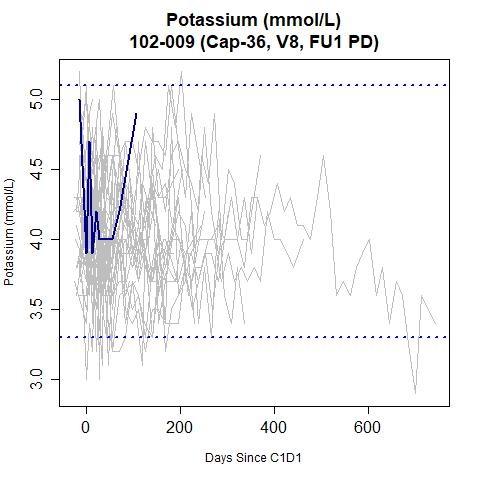 Potassium (mmol/L)
102-009 (Cap-36, V8, FU1 PD)
Potassium (mmol/L)
5.0
4.5
4.0
3.5
3.0
0 200 400 600
Days Since C1D1